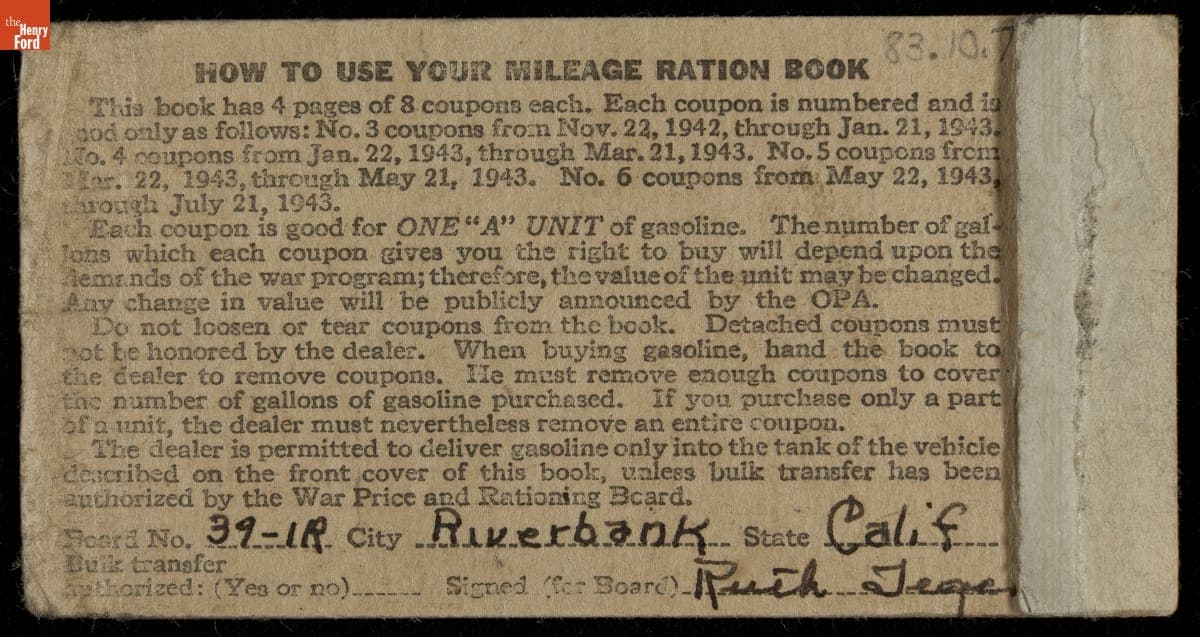 the
Henry
Ford
83.10.7
HOW TO USE YOUR MILEAGE RATION BOOK
This book has 4 pages of 8 coupons each. Each coupon is numbered and is
good only as follows: No. 3 coupons from Nov. 22, 1942, through Jan. 21, 1943.
No. 4 coupons from Jan. 22, 1943, through Mar. 21, 1943. No. 5 coupons from
Mar. 22, 1943, through May 21, 1943. No. 6 coupons from May 22, 1943,
through July 21, 1943.
Each coupon is good for ONE "A" UNIT of gasoline. The number of gal-
lons which each coupon gives you the right to buy will depend upon the
demands of the war program; therefore, the value of the unit may be changed.
Any change in value will be publicly announced by the OPA.
Do not loosen or tear coupons from the book. Detached coupons must
not be honored by the dealer. When buying gasoline, hand the book to
the dealer to remove coupons. He must remove enough coupons to cover
the number of gallons of gasoline purchased. If you purchase only a part
of a unit, the dealer must nevertheless remove an entire coupon.
The dealer is permitted to deliver gasoline only into the tank of the vehicle
described on the front cover of this book, unless bulk transfer has been
authorized by the War Price and Rationing Board.
Board No. 39-1R City Riverbank State Calif
Bulk transfer
authorized: (Yes or no)...... Signed (for Board) Ruth